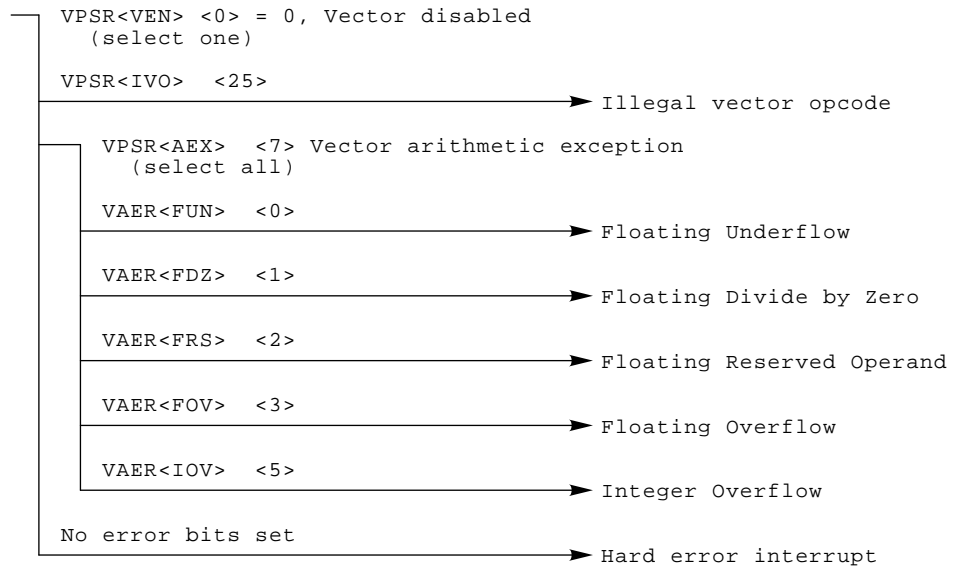 VPSR<VEN> <0> = 0, Vector disabled
(select one)
VPSR<IVO> <25>
Illegal vector opcode
VPSR<AEX> <7> Vector arithmetic exception
(select all)
VAER<FUN> <0>
Floating Underflow
VAER<FDZ> <1>
Floating Divide by Zero
VAER<FRS> <2>
Floating Reserved Operand
VAER<FOV> <3>
Floating Overflow
VAER<IOV> <5>
Integer Overflow
No error bits set
Hard error interrupt